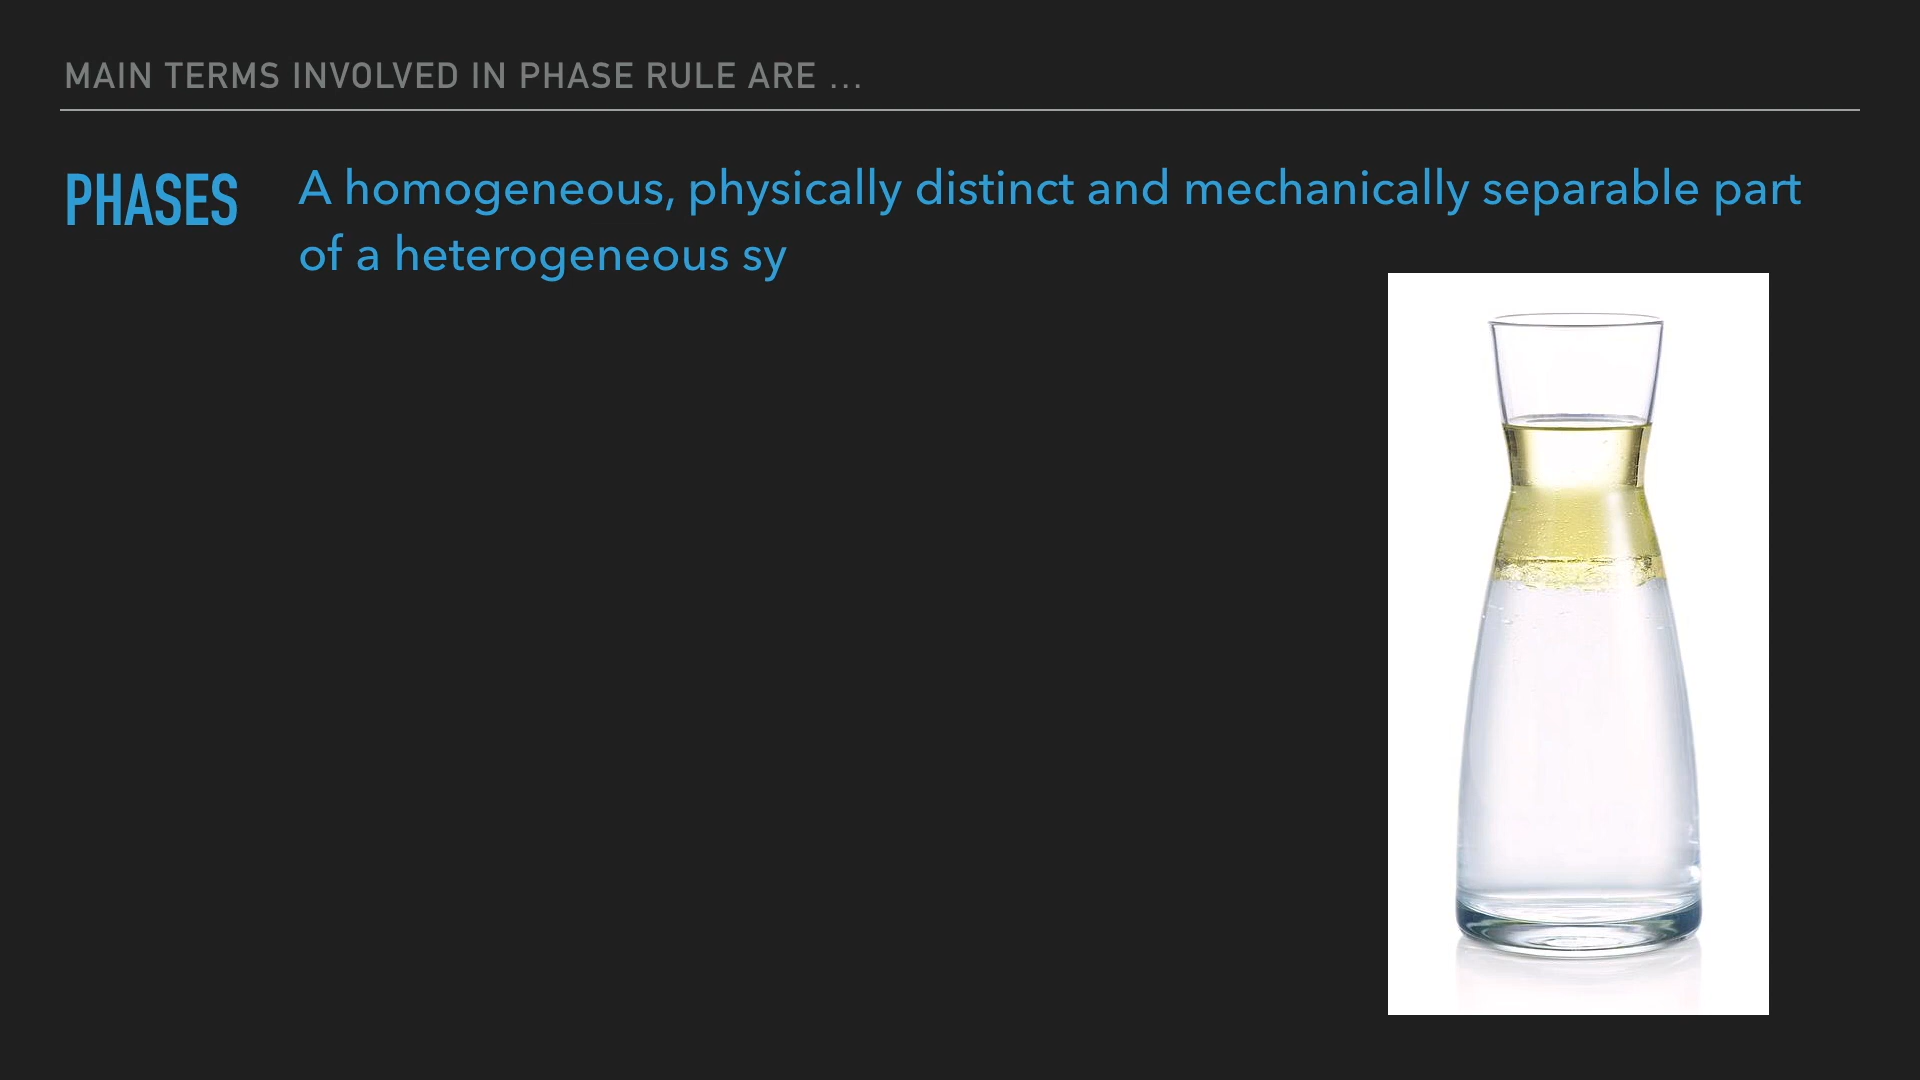 MAIN TERMS INVOLVED IN PHASE RULE ARE …
PHASES
A homogeneous, physically distinct and mechanically separable part
of a heterogeneous sy